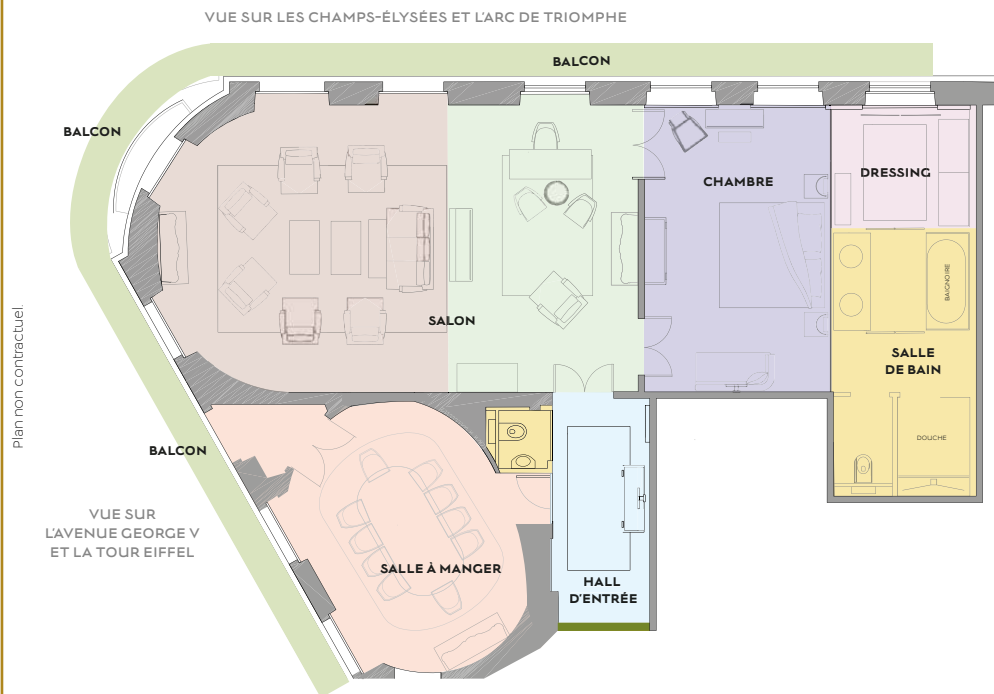 VUE SUR LES CHAMPS-ÉLYSÉES ET L'ARC DE TRIOMPHE
BALCON
BALCON
CHAMBRE
DRESSING
BAIGNOIRE
SALON
SALLE
DE BAIN
Plan non contractuel.
BALCON
DOUCHE
VUE SUR
L'AVENUE GEORGE V
ET LA TOUR EIFFEL
SALLE À MANGER
HALL
D'ENTRÉE